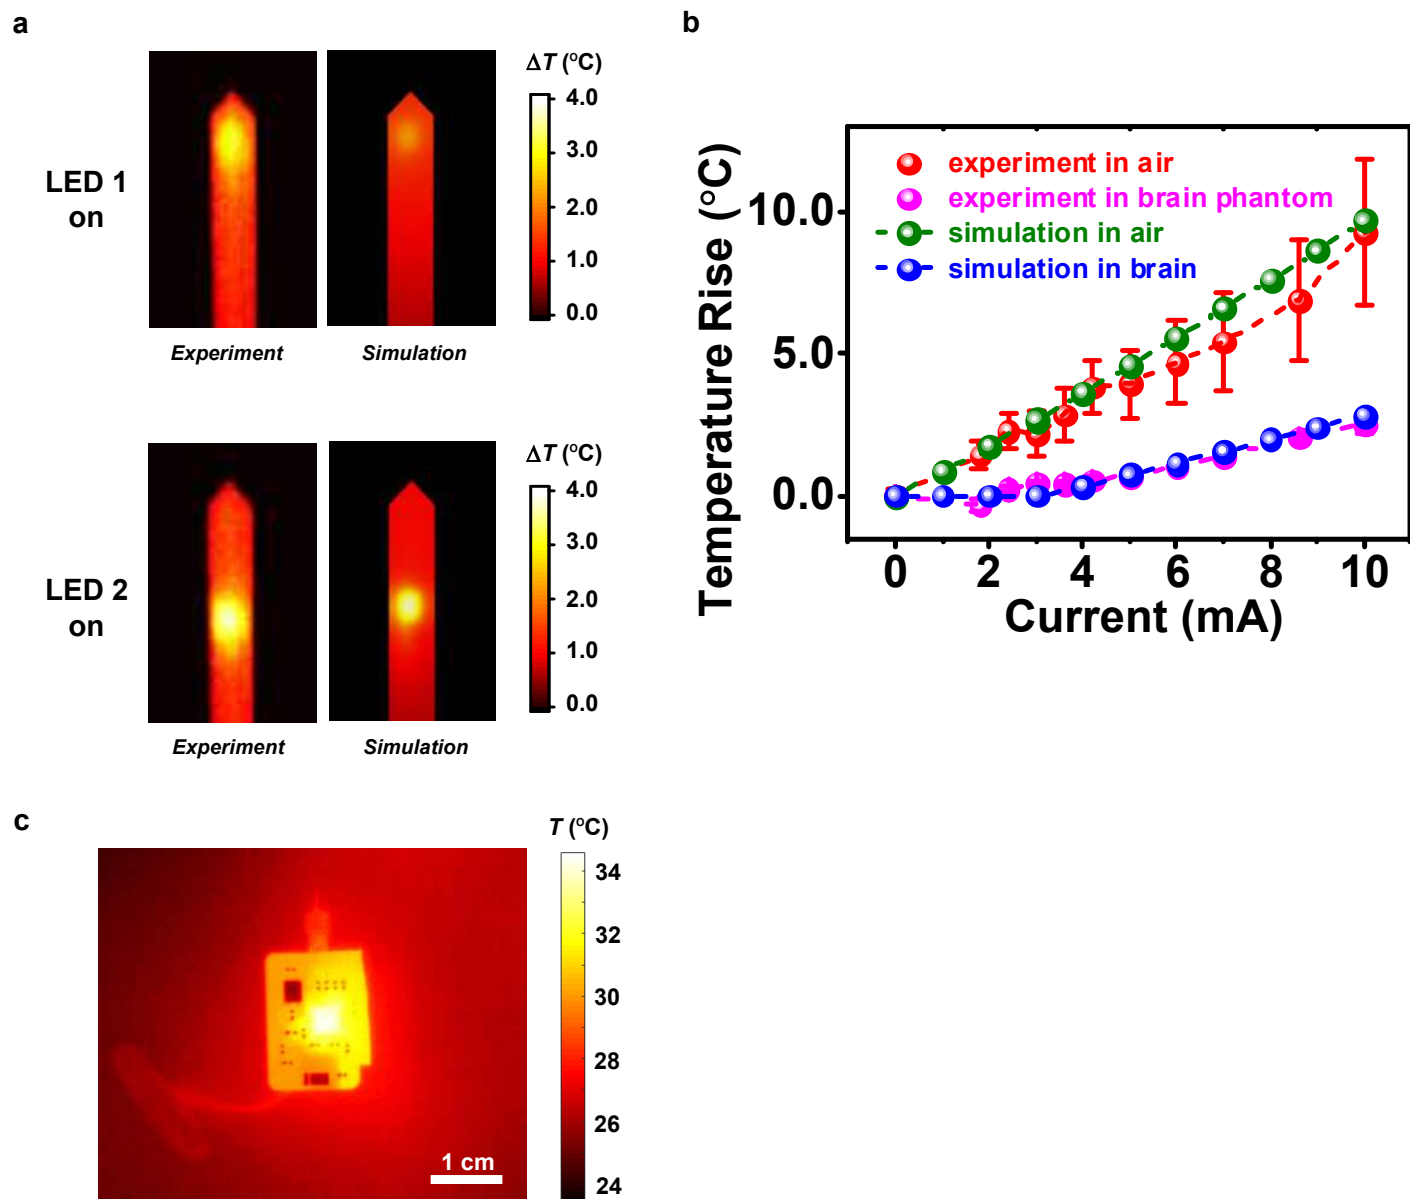 a
ΔT (°C)
4.0
3.0
2.0
1.0
0.0
LED 1
on
Experiment
Simulation
ΔT (°C)
4.0
3.0
2.0
1.0
0.0
LED 2
on
Experiment
Simulation
b
Temperature Rise (°C)
10.0
5.0
0.0
experiment in air
experiment in brain phantom
simulation in air
simulation in brain
0 2 4 6 8 10
Current (mA)
c
T (°C)
34
32
30
28
26
24
1 cm